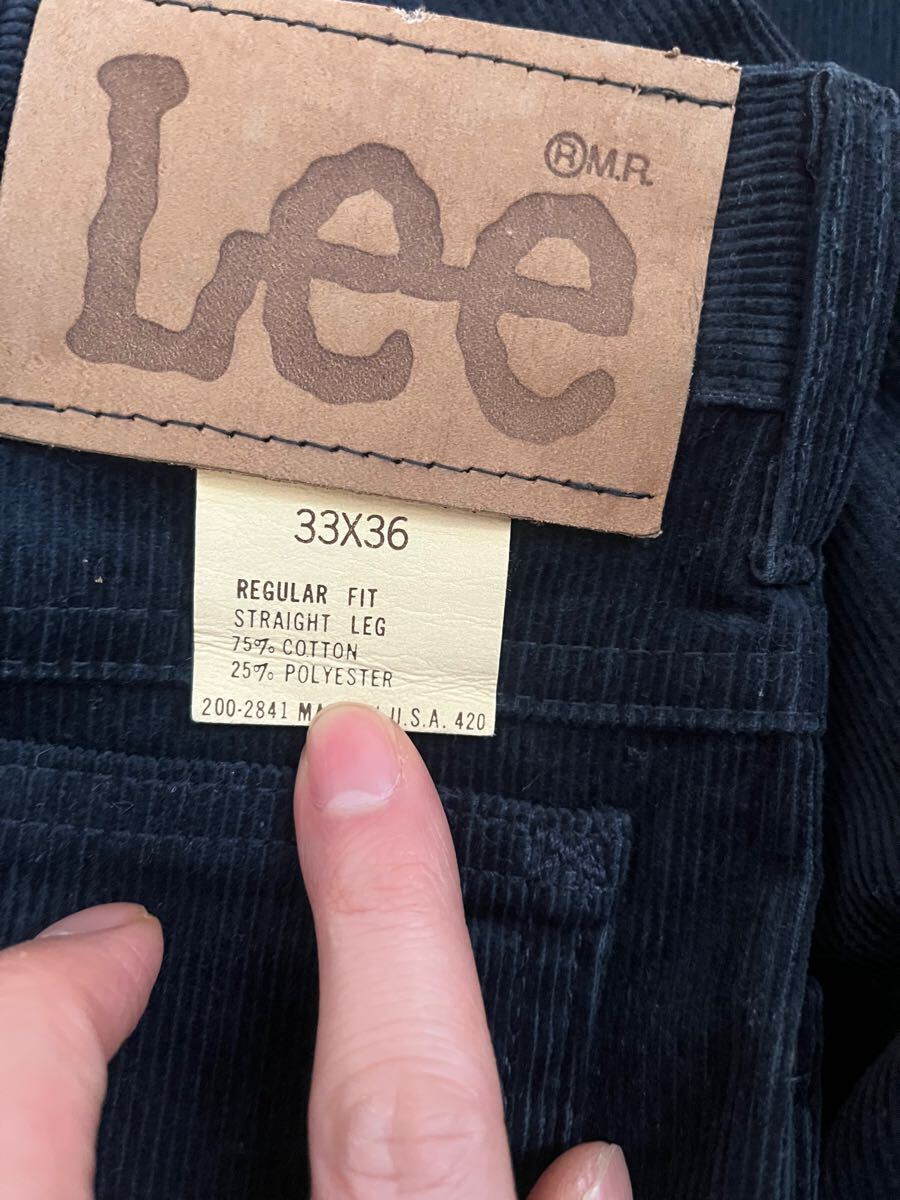 Lee
®M.R.
33X36
REGULAR FIT
STRAIGHT LEG
75% COTTON
25% POLYESTER
200-2841 U.S.A. 420